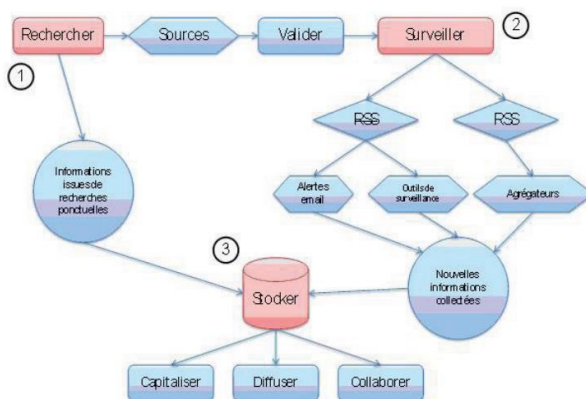 Rechercher
Sources
Valider
Surveiller
2
1
RSS
RSS
Informations
issues de
recherches
ponctuelles
Alertes
email
Outils de
surveillance
Agrégateurs
3
Stocker
Nouvelles
informations
collectées
Capitaliser
Diffuser
Collaborer